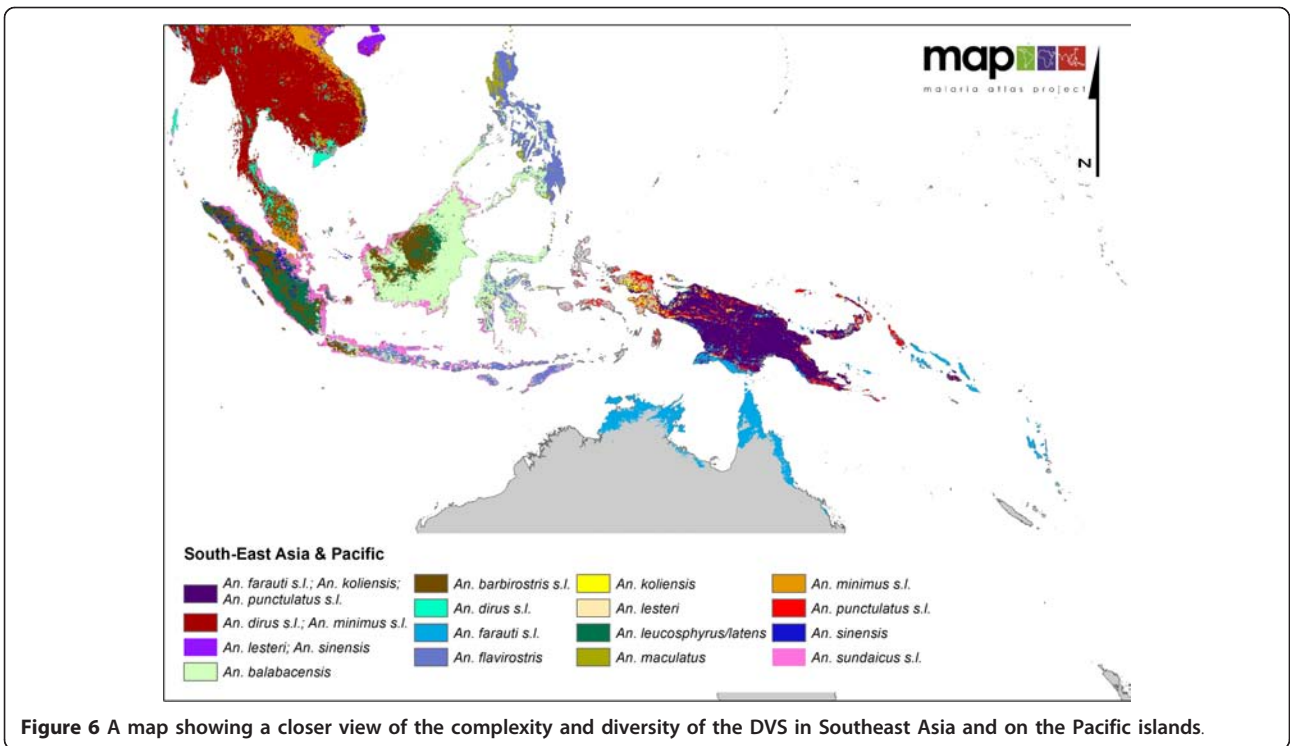 map
malaria atlas project
N
South-East Asia & Pacific
An. farauti s.l.; An. koliensis;
An. punctulatus s.l.
An. dirus s.l.; An. minimus s.l.
An. lesteri; An. sinensis
An. balabacensis
An. barbirostris s.l.
An. dirus s.l.
An. farauti s.l.
An. flavirostris
An. koliensis
An. lesteri
An. leucosphyrus/latens
An. maculatus
An. minimus s.l.
An. punctulatus s.l.
An. sinensis
An. sundaicus s.l.
Figure 6 A map showing a closer view of the complexity and diversity of the DVS in Southeast Asia and on the Pacific islands.